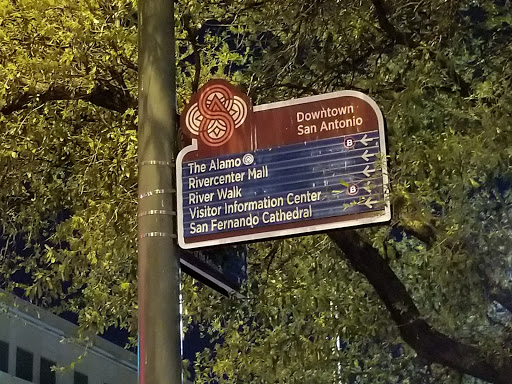 Downtown
San Antonio
The Alamo
B ←
Rivercenter Mall ←
River Walk ←
Visitor Information Center B ←
San Fernando Cathedral ←